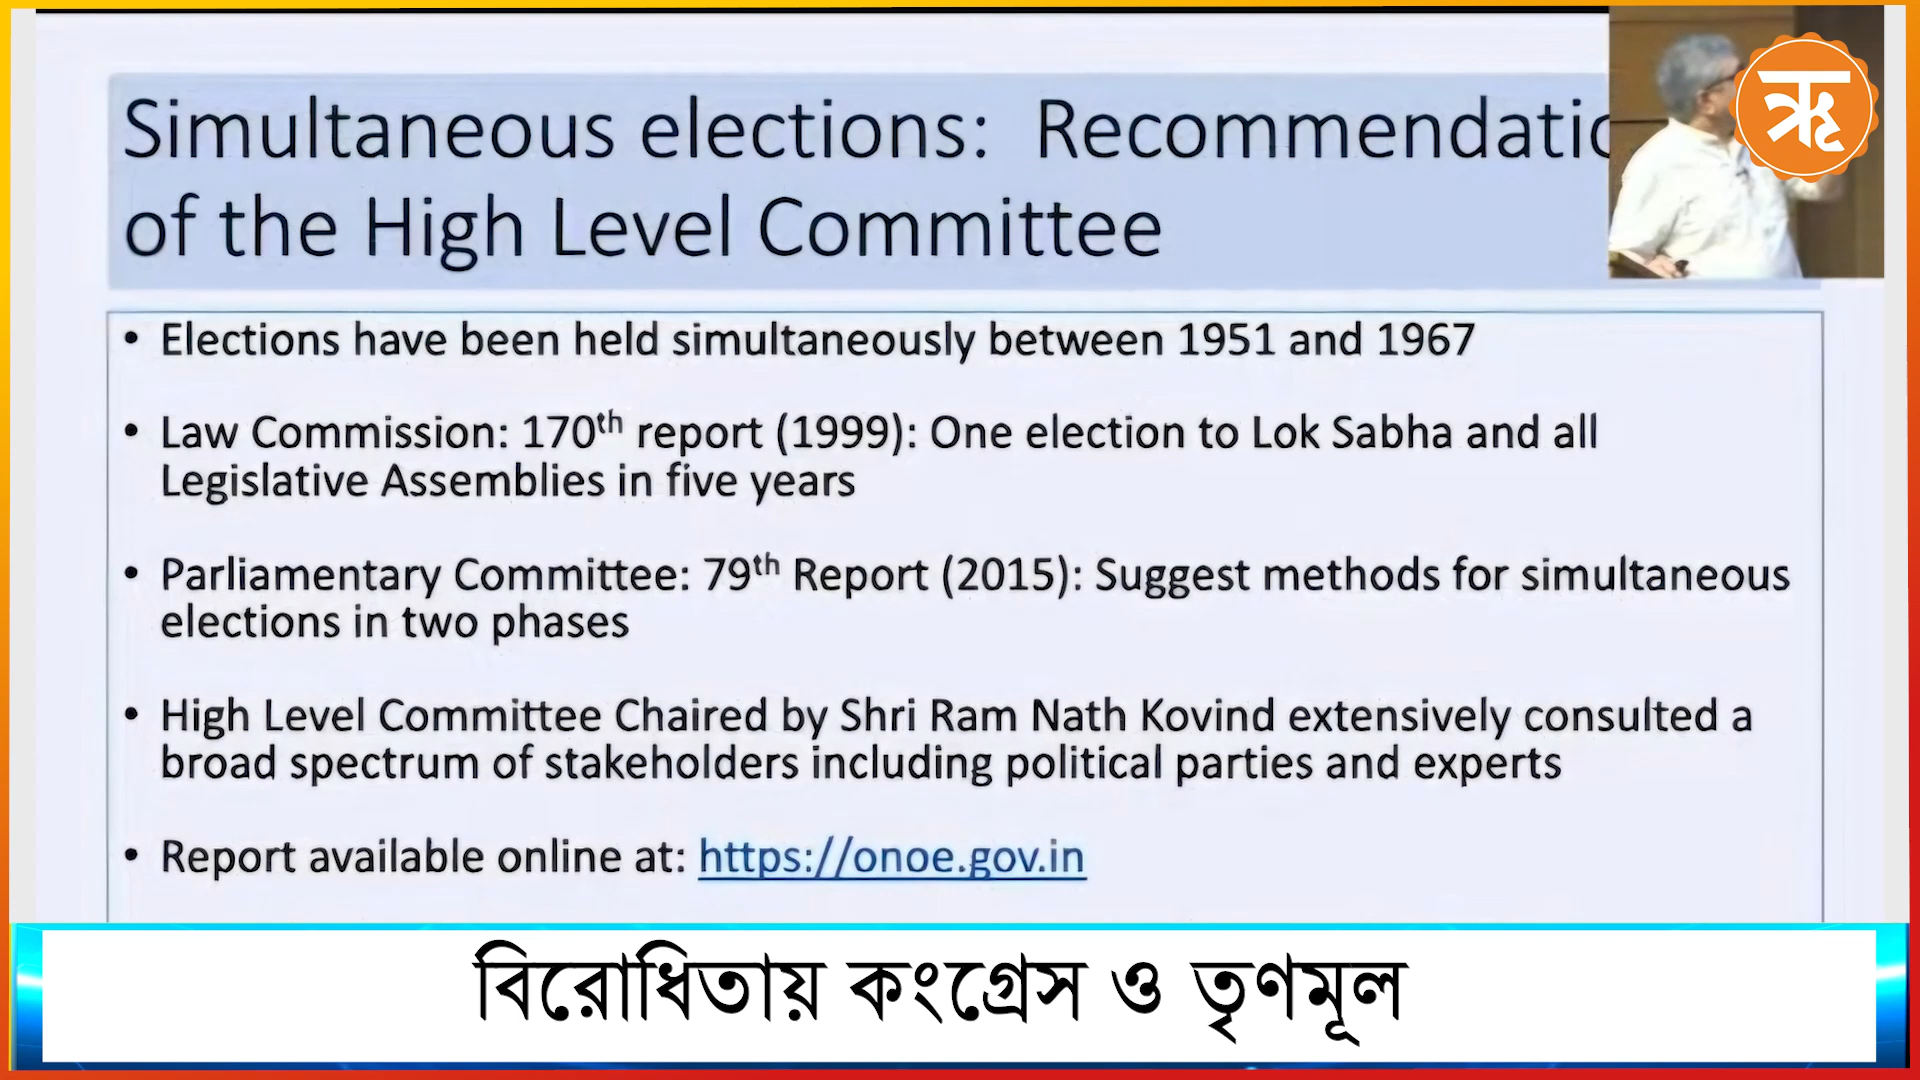 Simultaneous elections: Recommendatio
of the High Level Committee
ঋ
• Elections have been held simultaneously between 1951 and 1967
• Law Commission: 170th report (1999): One election to Lok Sabha and all
Legislative Assemblies in five years
• Parliamentary Committee: 79th Report (2015): Suggest methods for simultaneous
elections in two phases
• High Level Committee Chaired by Shri Ram Nath Kovind extensively consulted a
broad spectrum of stakeholders including political parties and experts
• Report available online at: https://onoe.gov.in
বিরোধিতায় কংগ্রেস ও তৃণমূল